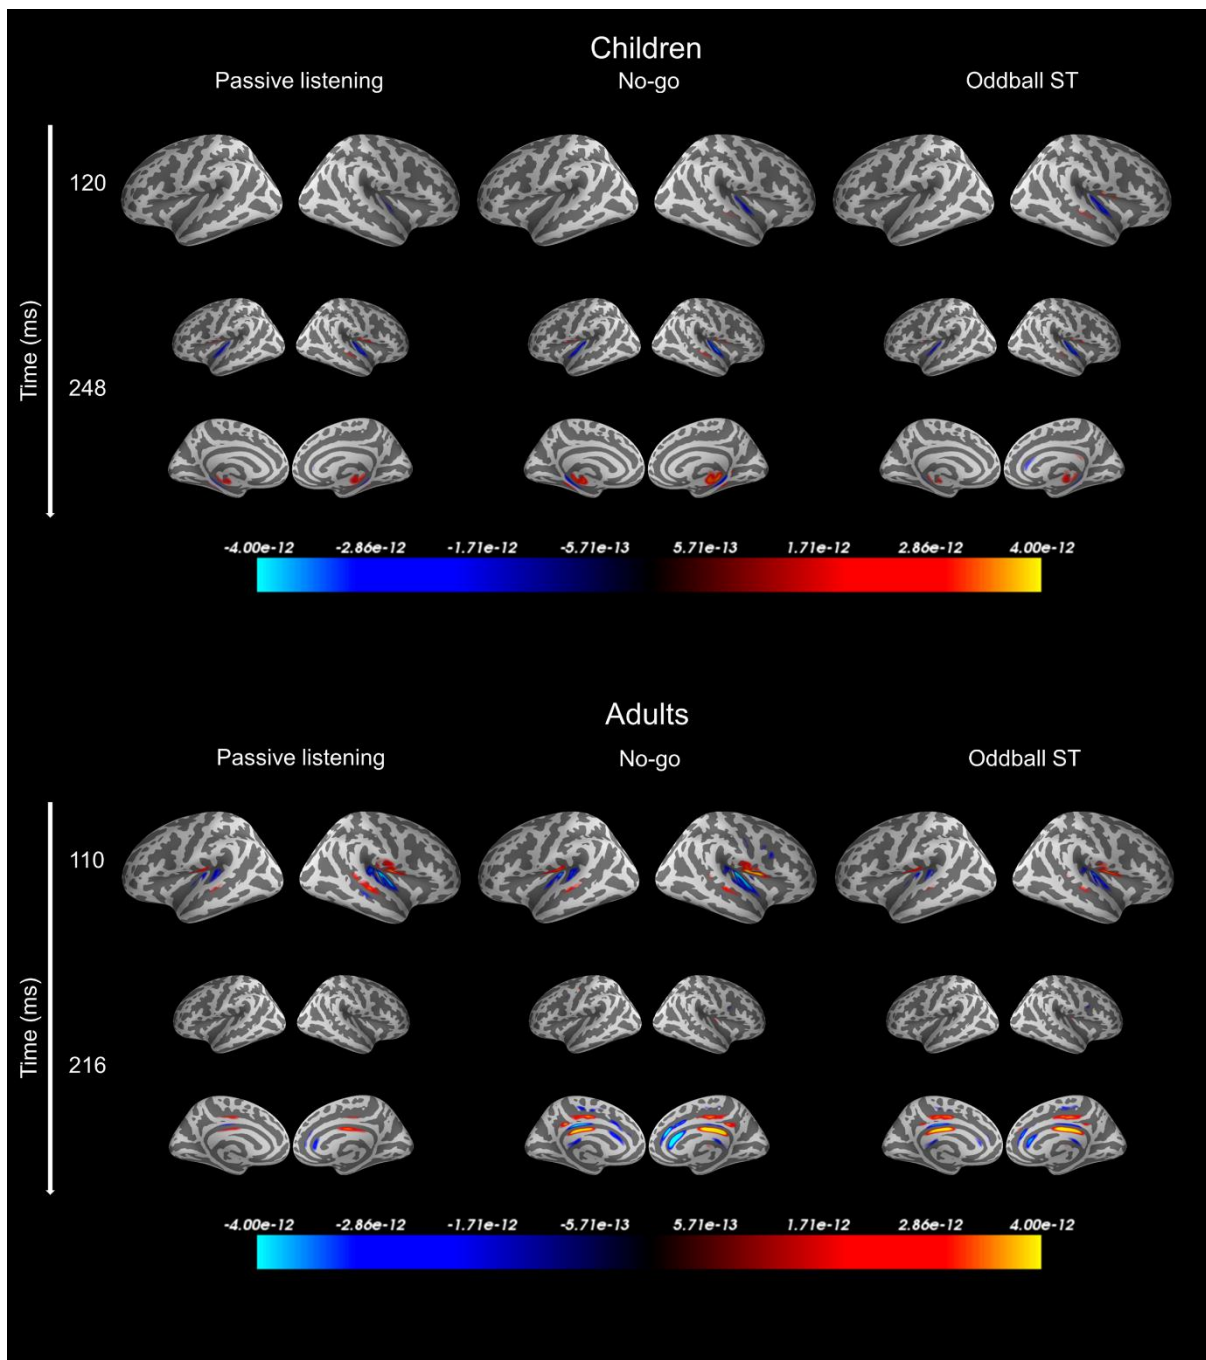 Children
Passive listening No-go Oddball ST
120
Time (ms)
248
-4.00e-12 -2.86e-12 -1.71e-12 -5.71e-13 5.71e-13 1.71e-12 2.86e-12 4.00e-12
Adults
Passive listening No-go Oddball ST
110
Time (ms)
216
-4.00e-12 -2.86e-12 -1.71e-12 -5.71e-13 5.71e-13 1.71e-12 2.86e-12 4.00e-12